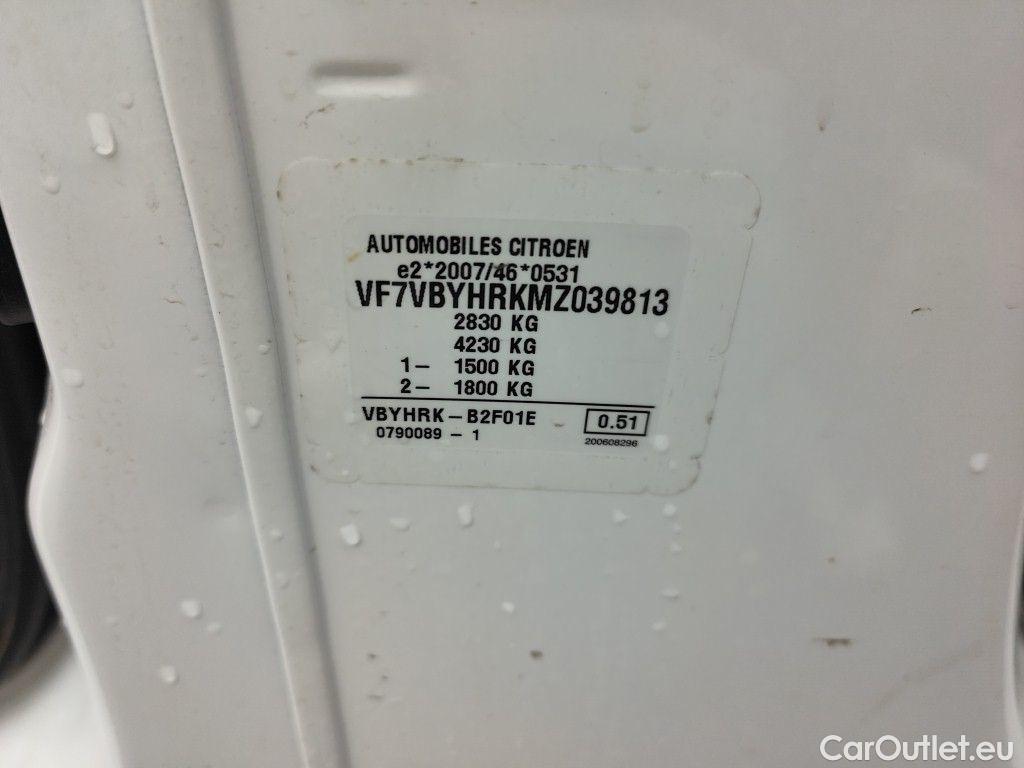 AUTOMOBILES CITROEN
e2*2007/46*0531
VF7VBYHRKMZ039813
2830 KG
4230 KG
1– 1500 KG
2– 1800 KG
VBYHRK – B2F01E
0.51
0790089 – 1
200608296
CarOutlet.eu